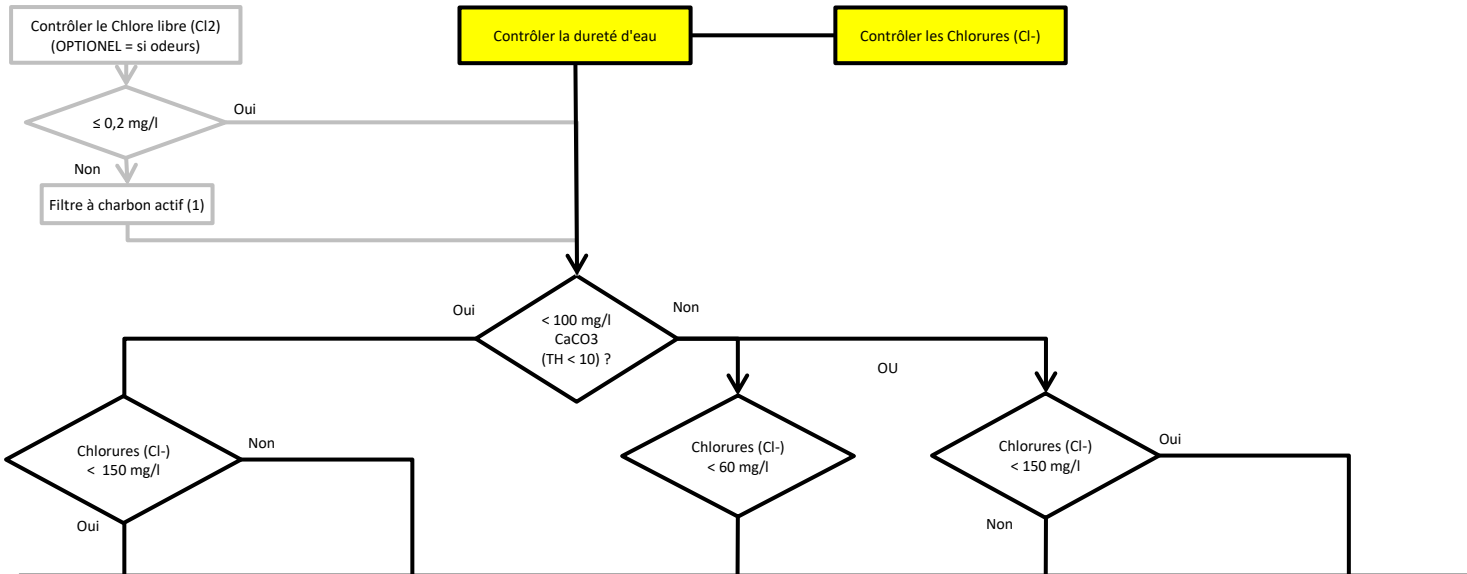 Contrôler le Chlore libre (Cl2)
(OPTIONEL = si odeurs)
Contrôler la dureté d'eau
Contrôler les Chlorures (Cl-)
Oui
≤ 0,2 mg/l
Non
Filtre à charbon actif (1)
Oui
Non
< 100 mg/l
CaCO3
(TH < 10) ?
OU
Chlorures (Cl-)
< 150 mg/l
Non
Oui
Chlorures (Cl-)
< 60 mg/l
Chlorures (Cl-)
< 150 mg/l
Oui
Non